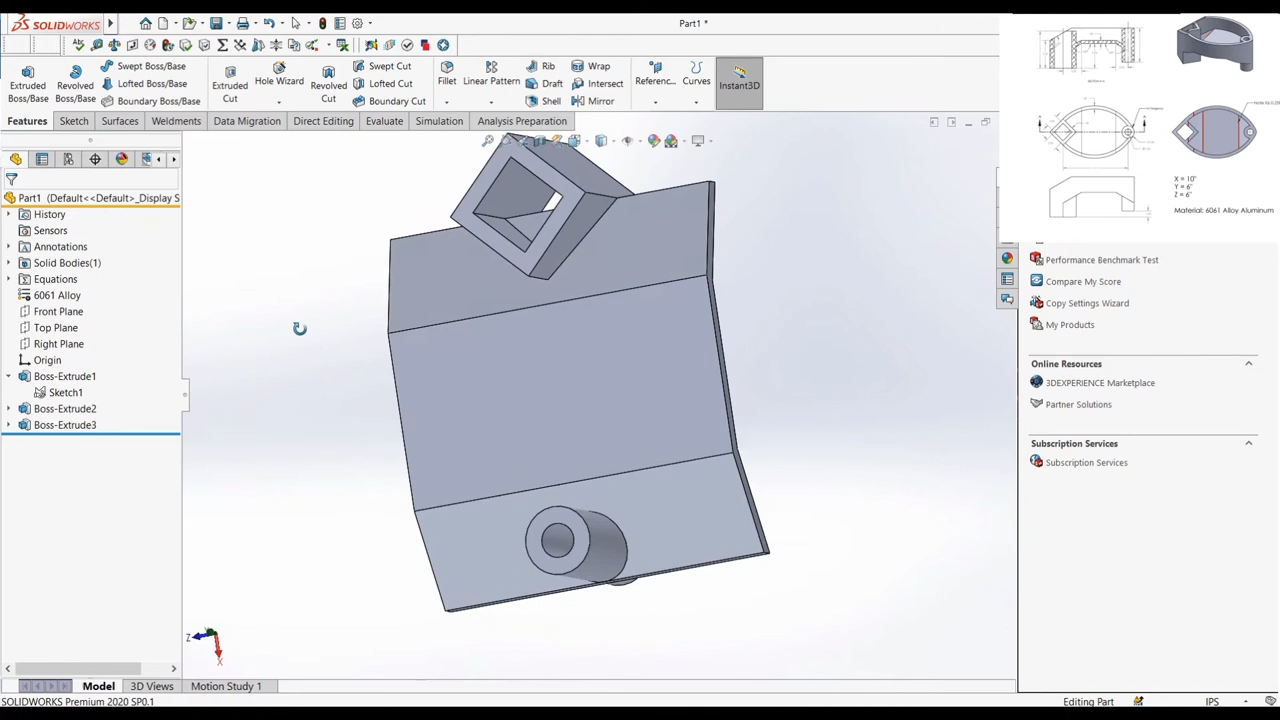 SOLIDWORKS
Part1 *
Extruded Boss/Base
Revolved Boss/Base
Swept Boss/Base
Lofted Boss/Base
Boundary Boss/Base
Extruded Cut
Hole Wizard
Revolved Cut
Swept Cut
Lofted Cut
Boundary Cut
Fillet
Linear Pattern
Rib
Draft
Shell
Wrap
Intersect
Mirror
Referenc...
Curves
Instant3D
Features
Sketch
Surfaces
Weldments
Data Migration
Direct Editing
Evaluate
Simulation
Analysis Preparation
Part1 (Default<<Default>_Display S
History
Sensors
Annotations
Solid Bodies(1)
Equations
6061 Alloy
Front Plane
Top Plane
Right Plane
Origin
Boss-Extrude1
Sketch1
Boss-Extrude2
Boss-Extrude3
Z
X
X = 10"
Y = 6"
Z = 6"
Material: 6061 Alloy Aluminum
Performance Benchmark Test
Compare My Score
Copy Settings Wizard
My Products
Online Resources
3DEXPERIENCE Marketplace
Partner Solutions
Subscription Services
Subscription Services
Model
3D Views
Motion Study 1
SOLIDWORKS Premium 2020 SP0.1
Editing Part
IPS